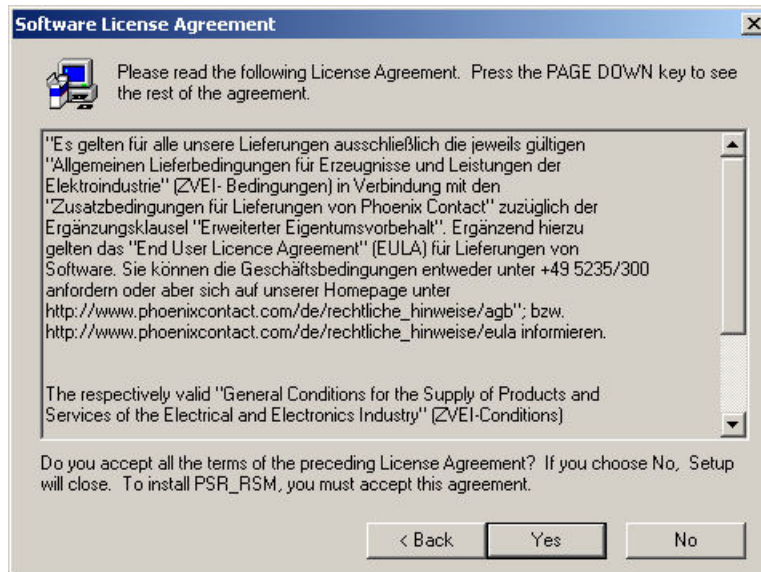 Software License Agreement
Please read the following License Agreement. Press the PAGE DOWN key to see
the rest of the agreement.
"Es gelten für alle unsere Lieferungen ausschließlich die jeweils gültigen
"Allgemeinen Lieferbedingungen für Erzeugnisse und Leistungen der
Elektroindustrie" (ZVEI- Bedingungen) in Verbindung mit den
"Zusatzbedingungen für Lieferungen von Phoenix Contact" zuzüglich der
Ergänzungsklausel "Erweiterter Eigentumsvorbehalt". Ergänzend hierzu
gelten das "End User Licence Agreement" (EULA) für Lieferungen von
Software. Sie können die Geschäftsbedingungen entweder unter +49 5235/300
anfordern oder aber sich auf unserer Homepage unter
http://www.phoenixcontact.com/de/rechtliche_hinweise/agb"; bzw.
http://www.phoenixcontact.com/de/rechtliche_hinweise/eula informieren.
The respectively valid "General Conditions for the Supply of Products and
Services of the Electrical and Electronics Industry" (ZVEI-Conditions)
Do you accept all the terms of the preceding License Agreement? If you choose No, Setup
will close. To install PSR_RSM, you must accept this agreement.
< Back Yes No